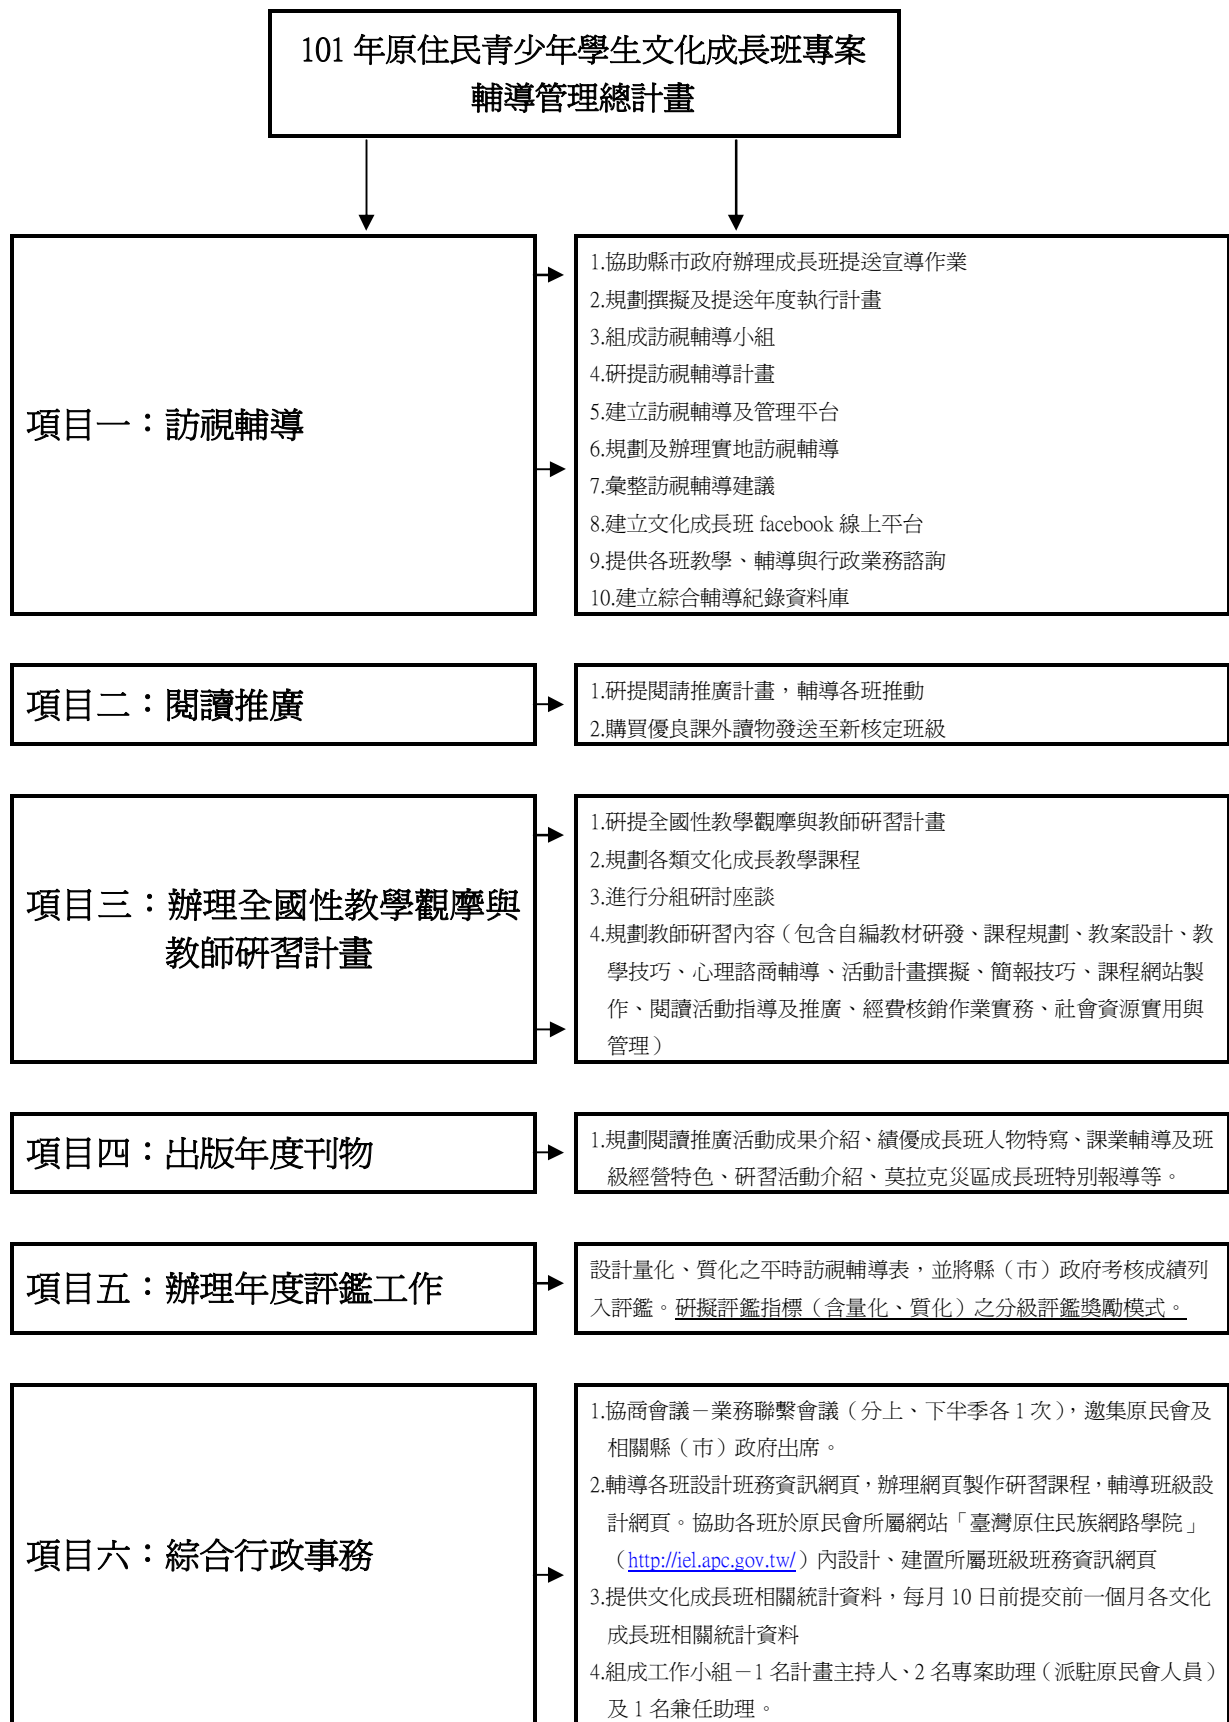 101 年原住民青少年學生文化成長班專案
輔導管理總計畫
項目一：訪視輔導
1.協助縣市政府辦理成長班提送宣導作業
2.規劃撰擬及提送年度執行計畫
3.組成訪視輔導小組
4.研提訪視輔導計畫
5.建立訪視輔導及管理平台
6.規劃及辦理實地訪視輔導
7.彙整訪視輔導建議
8.建立文化成長班 facebook 線上平台
9.提供各班教學、輔導與行政業務諮詢
10.建立綜合輔導紀錄資料庫
項目二：閱讀推廣
1.研提閱請推廣計畫，輔導各班推動
2.購買優良課外讀物發送至新核定班級
項目三：辦理全國性教學觀摩與
教師研習計畫
1.研提全國性教學觀摩與教師研習計畫
2.規劃各類文化成長教學課程
3.進行分組研討座談
4.規劃教師研習內容（包含自編教材研發、課程規劃、教案設計、教
學技巧、心理諮商輔導、活動計畫撰擬、簡報技巧、課程網站製
作、閱讀活動指導及推廣、經費核銷作業實務、社會資源實用與
管理）
項目四：出版年度刊物
1.規劃閱讀推廣活動成果介紹、績優成長班人物特寫、課業輔導及班
級經營特色、研習活動介紹、莫拉克災區成長班特別報導等。
項目五：辦理年度評鑑工作
設計量化、質化之平時訪視輔導表，並將縣（市）政府考核成績列
入評鑑。研擬評鑑指標（含量化、質化）之分級評鑑獎勵模式。
項目六：綜合行政事務
1.協商會議－業務聯繫會議（分上、下半季各 1 次），邀集原民會及
相關縣（市）政府出席。
2.輔導各班設計班務資訊網頁，辦理網頁製作研習課程，輔導班級設
計網頁。協助各班於原民會所屬網站「臺灣原住民族網路學院」
（http://iel.apc.gov.tw/）內設計、建置所屬班級班務資訊網頁
3.提供文化成長班相關統計資料，每月 10 日前提交前一個月各文化
成長班相關統計資料
4.組成工作小組－1 名計畫主持人、2 名專案助理（派駐原民會人員）
及 1 名兼任助理。